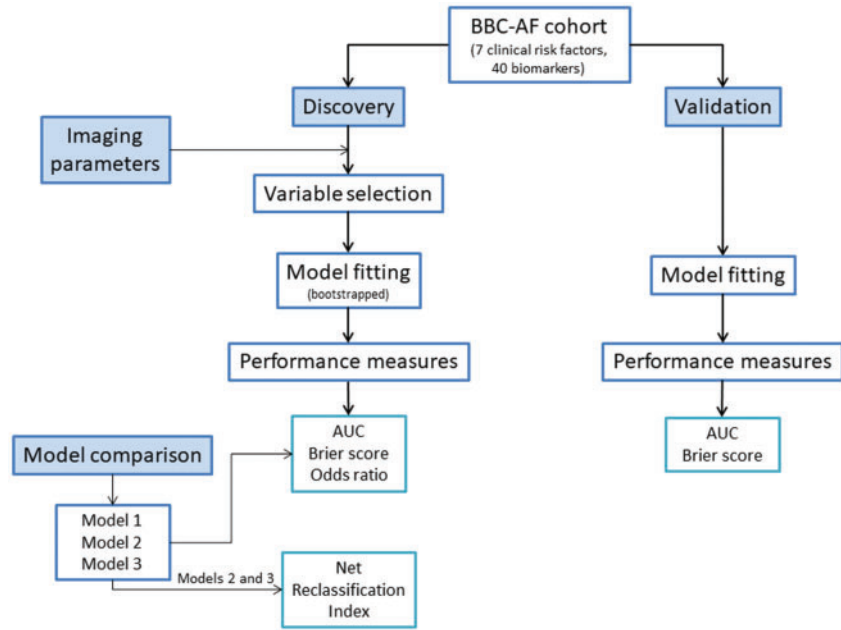 BBC-AF cohort
(7 clinical risk factors,
40 biomarkers)
Discovery
Validation
Imaging
parameters
Variable selection
Model fitting
(bootstrapped)
Model fitting
Performance measures
Performance measures
AUC
Brier score
Odds ratio
AUC
Brier score
Model comparison
Model 1
Model 2
Model 3
Models 2 and 3
Net
Reclassification
Index